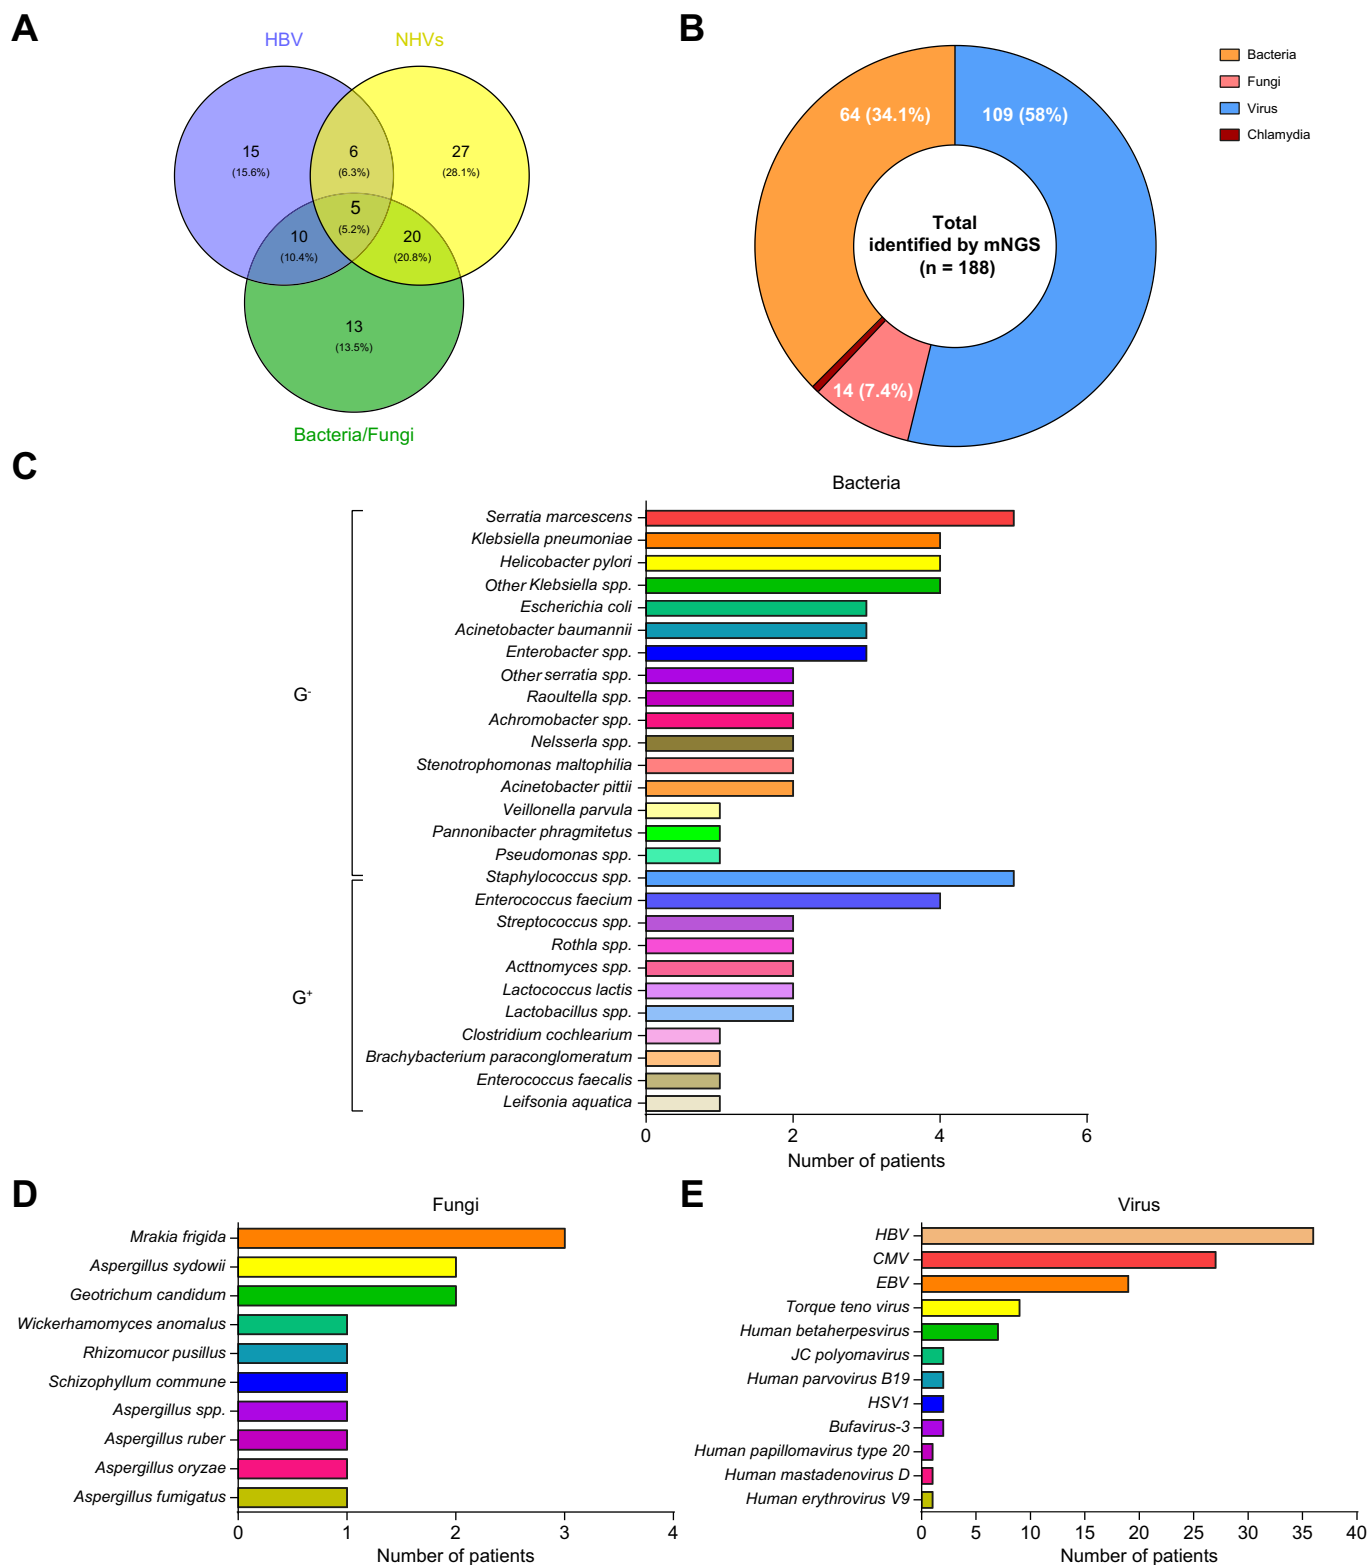 A
HBV
NHVs
15
(15.6%)
6
(6.3%)
27
(28.1%)
5
(5.2%)
10
(10.4%)
20
(20.8%)
13
(13.5%)
Bacteria/Fungi
B
64 (34.1%)
109 (58%)
14 (7.4%)
Total
identified by mNGS
(n = 188)
Bacteria
Fungi
Virus
Chlamydia
C
Bacteria
G-
G+
Serratia marcescens
Klebsiella pneumoniae
Helicobacter pylori
Other Klebsiella spp.
Escherichia coli
Acinetobacter baumannii
Enterobacter spp.
Other serratia spp.
Raoultella spp.
Achromobacter spp.
Nelsserla spp.
Stenotrophomonas maltophilia
Acinetobacter pittii
Veillonella parvula
Pannonibacter phragmitetus
Pseudomonas spp.
Staphylococcus spp.
Enterococcus faecium
Streptococcus spp.
Rothla spp.
Acttnomyces spp.
Lactococcus lactis
Lactobacillus spp.
Clostridium cochlearium
Brachybacterium paraconglomeratum
Enterococcus faecalis
Leifsonia aquatica
0 2 4 6
Number of patients
D
Fungi
Mrakia frigida
Aspergillus sydowii
Geotrichum candidum
Wickerhamomyces anomalus
Rhizomucor pusillus
Schizophyllum commune
Aspergillus spp.
Aspergillus ruber
Aspergillus oryzae
Aspergillus fumigatus
0 1 2 3 4
Number of patients
E
Virus
HBV
CMV
EBV
Torque teno virus
Human betaherpesvirus
JC polyomavirus
Human parvovirus B19
HSV1
Bufavirus-3
Human papillomavirus type 20
Human mastadenovirus D
Human erythrovirus V9
0 5 10 15 20 25 30 35 40
Number of patients